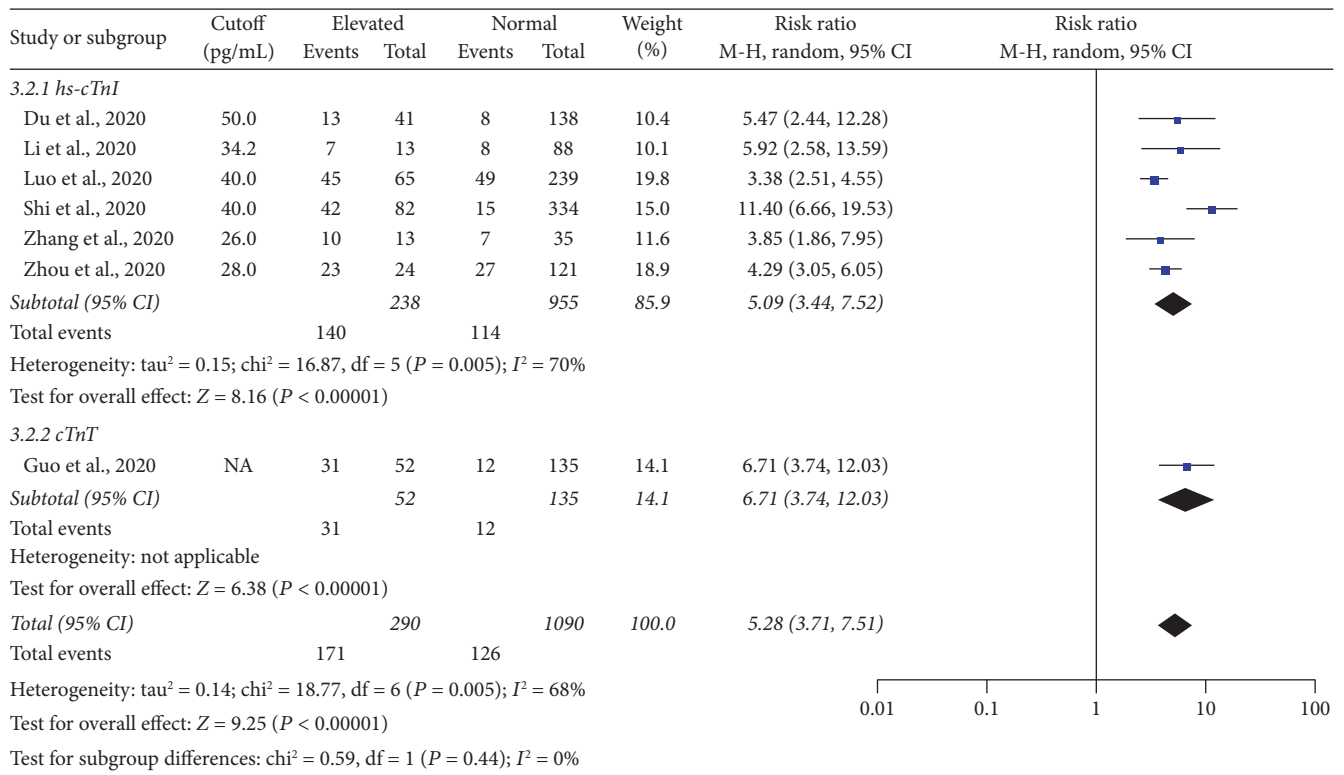 Study or subgroup Cutoff (pg/mL) Elevated Normal Weight (%) Risk ratio M-H, random, 95% CI Risk ratio M-H, random, 95% CI
Events Total Events Total
3.2.1 hs-cTnI
Du et al., 2020 50.0 13 41 8 138 10.4 5.47 (2.44, 12.28)
Li et al., 2020 34.2 7 13 8 88 10.1 5.92 (2.58, 13.59)
Luo et al., 2020 40.0 45 65 49 239 19.8 3.38 (2.51, 4.55)
Shi et al., 2020 40.0 42 82 15 334 15.0 11.40 (6.66, 19.53)
Zhang et al., 2020 26.0 10 13 7 35 11.6 3.85 (1.86, 7.95)
Zhou et al., 2020 28.0 23 24 27 121 18.9 4.29 (3.05, 6.05)
Subtotal (95% CI) 238 955 85.9 5.09 (3.44, 7.52)
Total events 140 114
Heterogeneity: tau² = 0.15; chi² = 16.87, df = 5 (P = 0.005); I² = 70%
Test for overall effect: Z = 8.16 (P < 0.00001)
3.2.2 cTnT
Guo et al., 2020 NA 31 52 12 135 14.1 6.71 (3.74, 12.03)
Subtotal (95% CI) 52 135 14.1 6.71 (3.74, 12.03)
Total events 31 12
Heterogeneity: not applicable
Test for overall effect: Z = 6.38 (P < 0.00001)
Total (95% CI) 290 1090 100.0 5.28 (3.71, 7.51)
Total events 171 126
Heterogeneity: tau² = 0.14; chi² = 18.77, df = 6 (P = 0.005); I² = 68%
Test for overall effect: Z = 9.25 (P < 0.00001)
Test for subgroup differences: chi² = 0.59, df = 1 (P = 0.44); I² = 0%
0.01 0.1 1 10 100